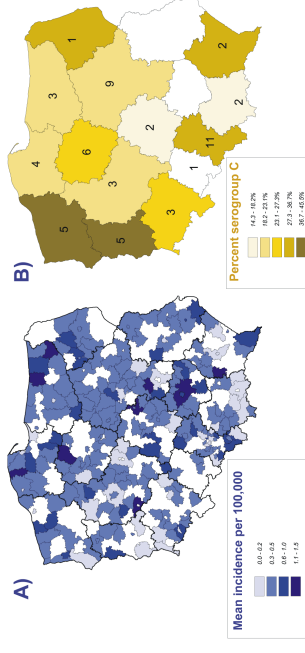 A)
Mean incidence per 100,000
0.0 - 0.2
0.3 - 0.5
0.6 - 1.0
1.1 - 1.5
B)
4
3
1
5
6
9
3
5
2
2
3
1
11
2
Percent serogroup C
14.3 - 18.2%
18.2 - 23.1%
23.1 - 27.3%
27.3 - 36.7%
36.7 - 45.5%